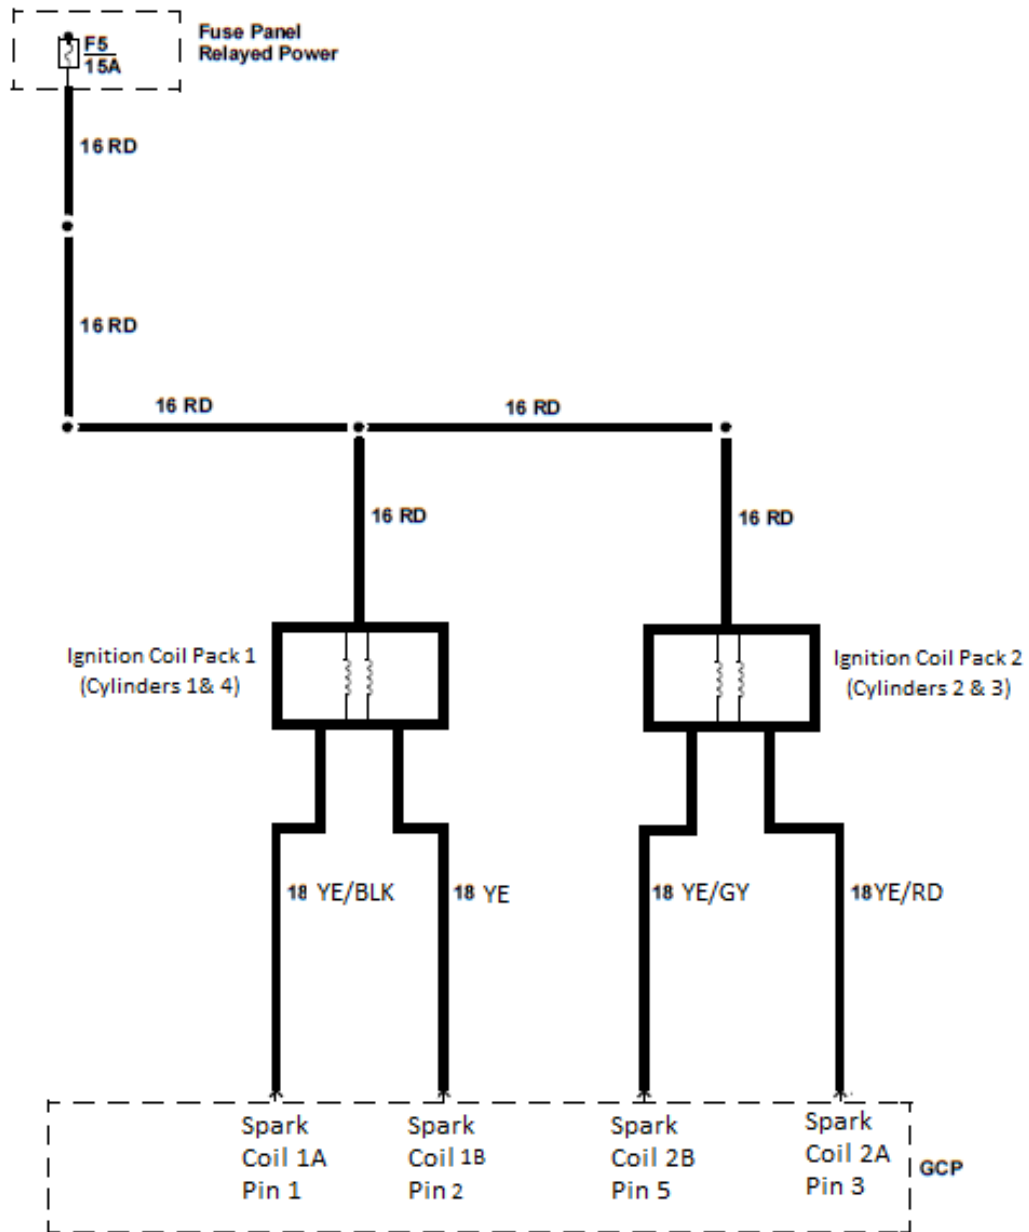 F5
15A
Fuse Panel
Relayed Power
16 RD
16 RD
16 RD
16 RD
16 RD
16 RD
Ignition Coil Pack 1
(Cylinders 1& 4)
Ignition Coil Pack 2
(Cylinders 2 & 3)
18 YE/BLK
18 YE
18 YE/GY
18YE/RD
Spark
Coil 1A
Pin 1
Spark
Coil 1B
Pin 2
Spark
Coil 2B
Pin 5
Spark
Coil 2A
Pin 3
GCP